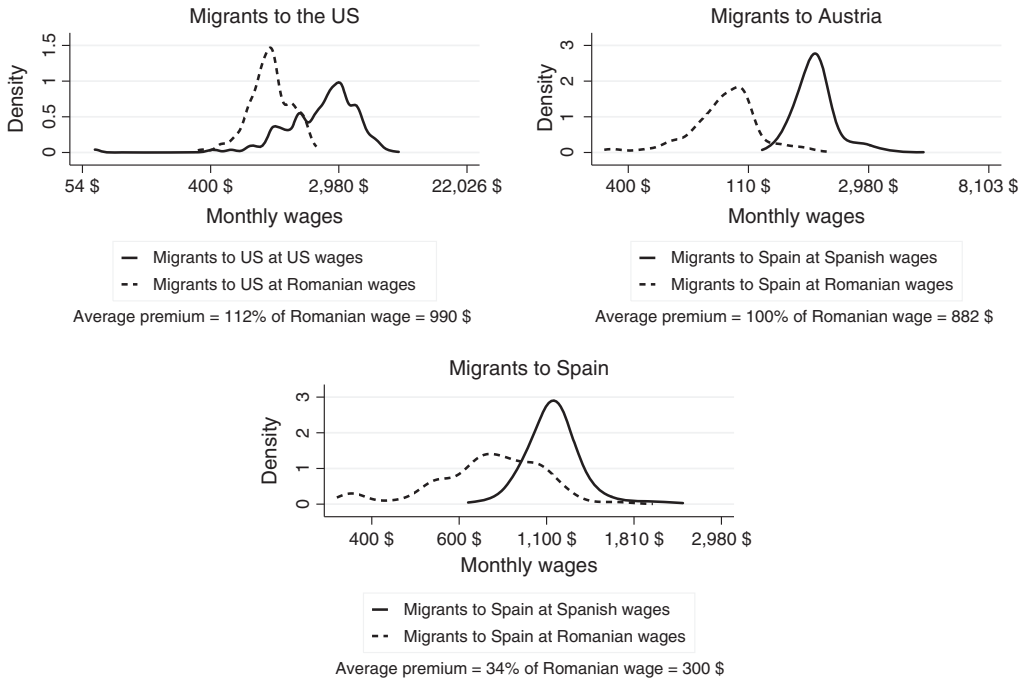 Migrants to the US
Density
1.5
1
0.5
0
54 $ 400 $ 2,980 $ 22,026 $
Monthly wages
Migrants to US at US wages
Migrants to US at Romanian wages
Average premium = 112% of Romanian wage = 990 $
Migrants to Austria
Density
3
2
1
0
400 $ 110 $ 2,980 $ 8,103 $
Monthly wages
Migrants to Spain at Spanish wages
Migrants to Spain at Romanian wages
Average premium = 100% of Romanian wage = 882 $
Migrants to Spain
Density
3
2
1
0
400 $ 600 $ 1,100 $ 1,810 $ 2,980 $
Monthly wages
Migrants to Spain at Spanish wages
Migrants to Spain at Romanian wages
Average premium = 34% of Romanian wage = 300 $